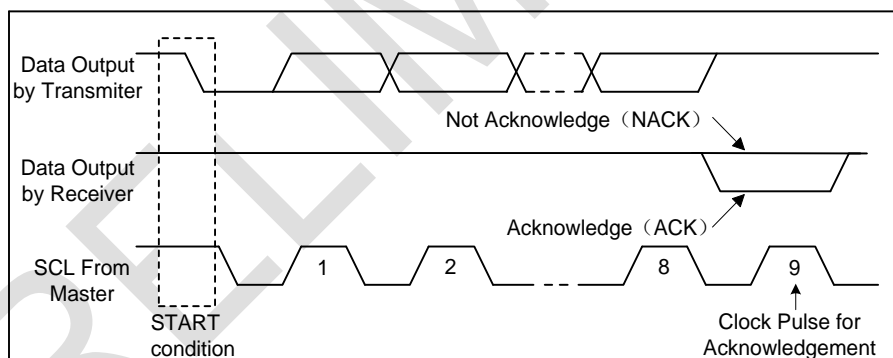 Data Output
by Transmiter
Not Acknowledge（NACK）
Data Output
by Receiver
Acknowledge（ACK）
SCL From
Master
1
2
8
9
START
condition
Clock Pulse for
Acknowledgement